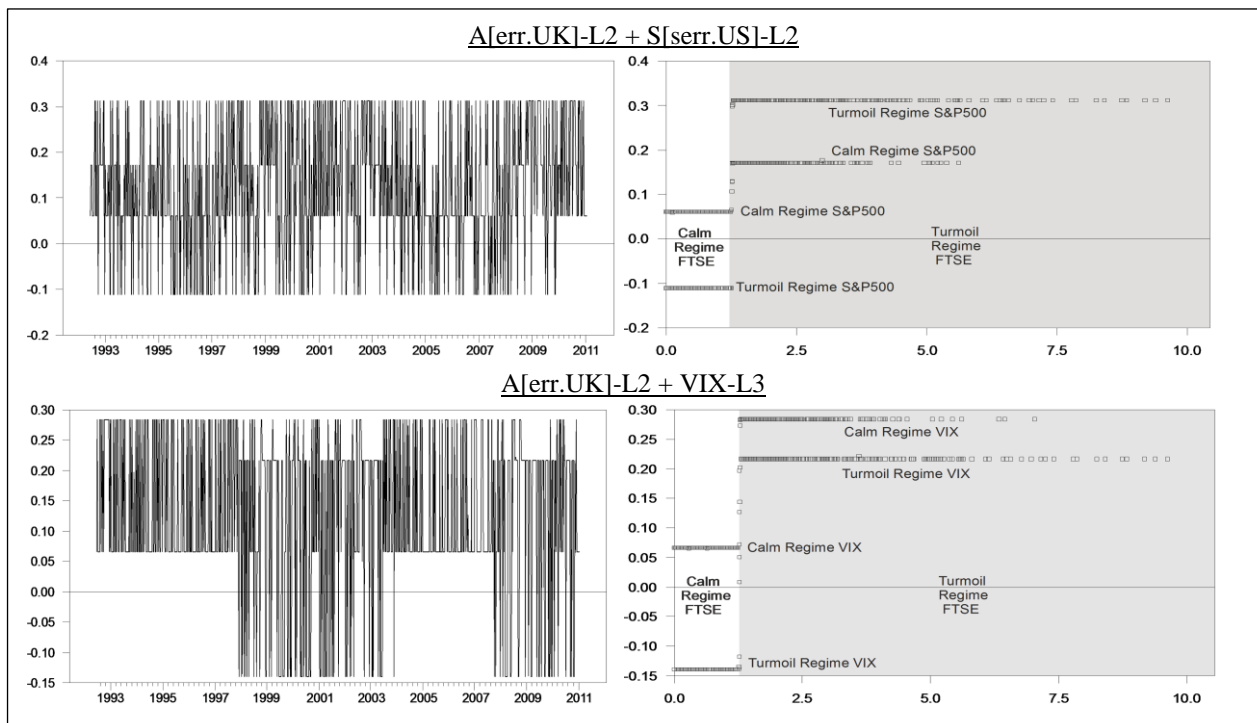 A[err.UK]-L2 + S[serr.US]-L2
0.4
0.3
0.2
0.1
0.0
-0.1
-0.2
1993 1995 1997 1999 2001 2003 2005 2007 2009 2011
0.4
0.3
0.2
0.1
0.0
-0.1
-0.2
Turmoil Regime S&P500
Calm Regime S&P500
Calm Regime S&P500
Calm
Regime
FTSE
Turmoil
Regime
FTSE
Turmoil Regime S&P500
0.0 2.5 5.0 7.5 10.0
A[err.UK]-L2 + VIX-L3
0.30
0.25
0.20
0.15
0.10
0.05
0.00
-0.05
-0.10
-0.15
1993 1995 1997 1999 2001 2003 2005 2007 2009 2011
0.30
0.25
0.20
0.15
0.10
0.05
0.00
-0.05
-0.10
-0.15
Calm Regime VIX
Turmoil Regime VIX
Calm Regime VIX
Calm
Regime
FTSE
Turmoil
Regime
FTSE
Turmoil Regime VIX
0.0 2.5 5.0 7.5 10.0